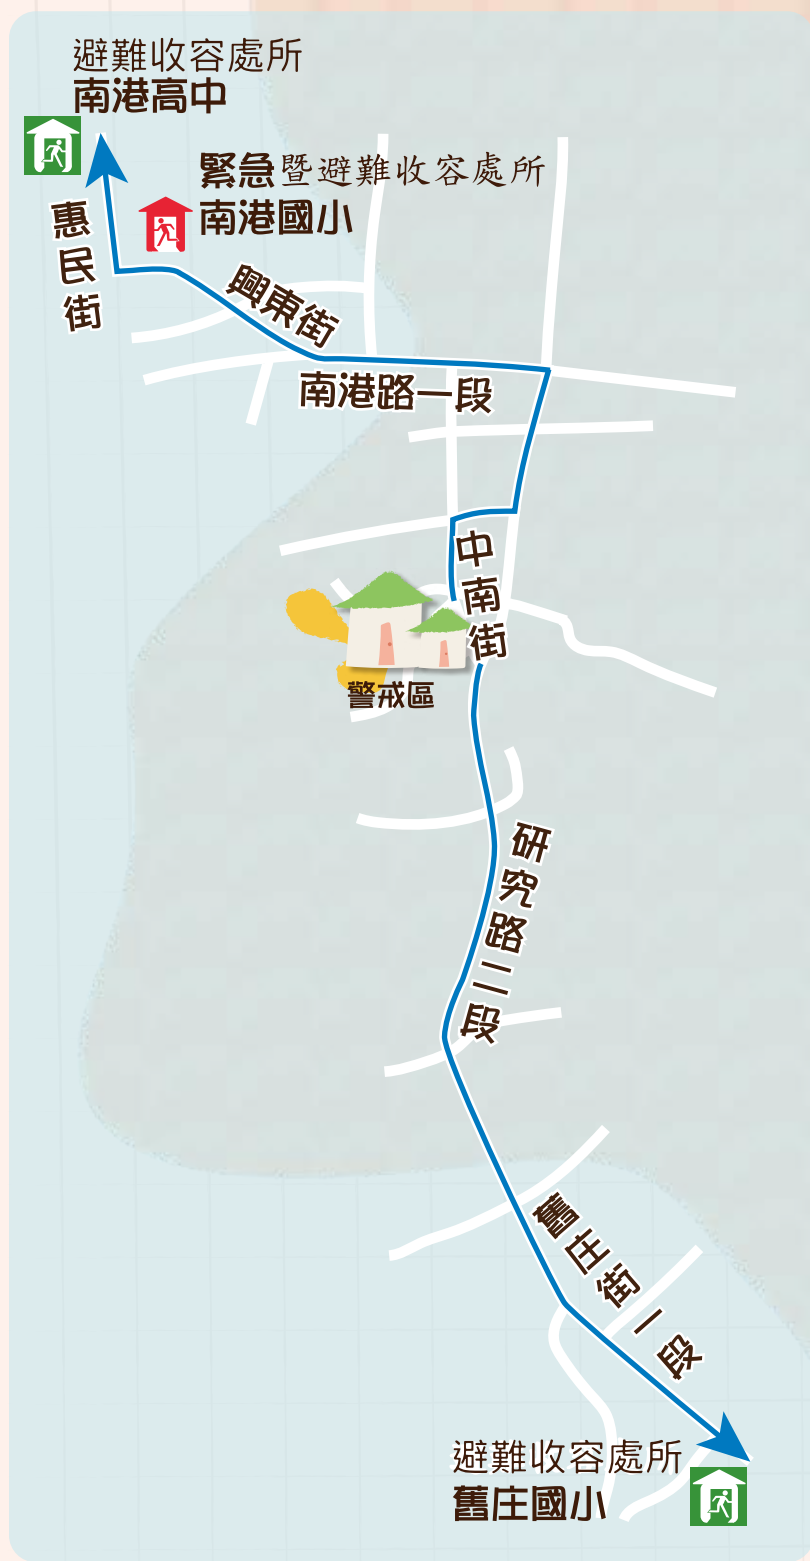 避難收容處所
南港高中
緊急暨避難收容處所
南港國小
惠民街
興東街
南港路一段
中南街
警戒區
研究路二段
舊庄街一段
避難收容處所
舊庄國小